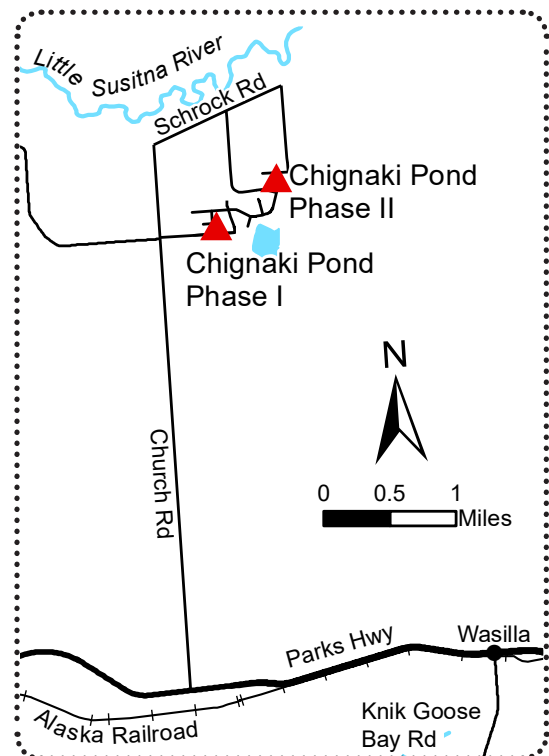 Little Susitna River
Schrock Rd
Chignaki Pond
Phase II
Chignaki Pond
Phase I
N
Church Rd
0 0.5 1
Miles
Parks Hwy
Wasilla
Alaska Railroad
Knik Goose
Bay Rd